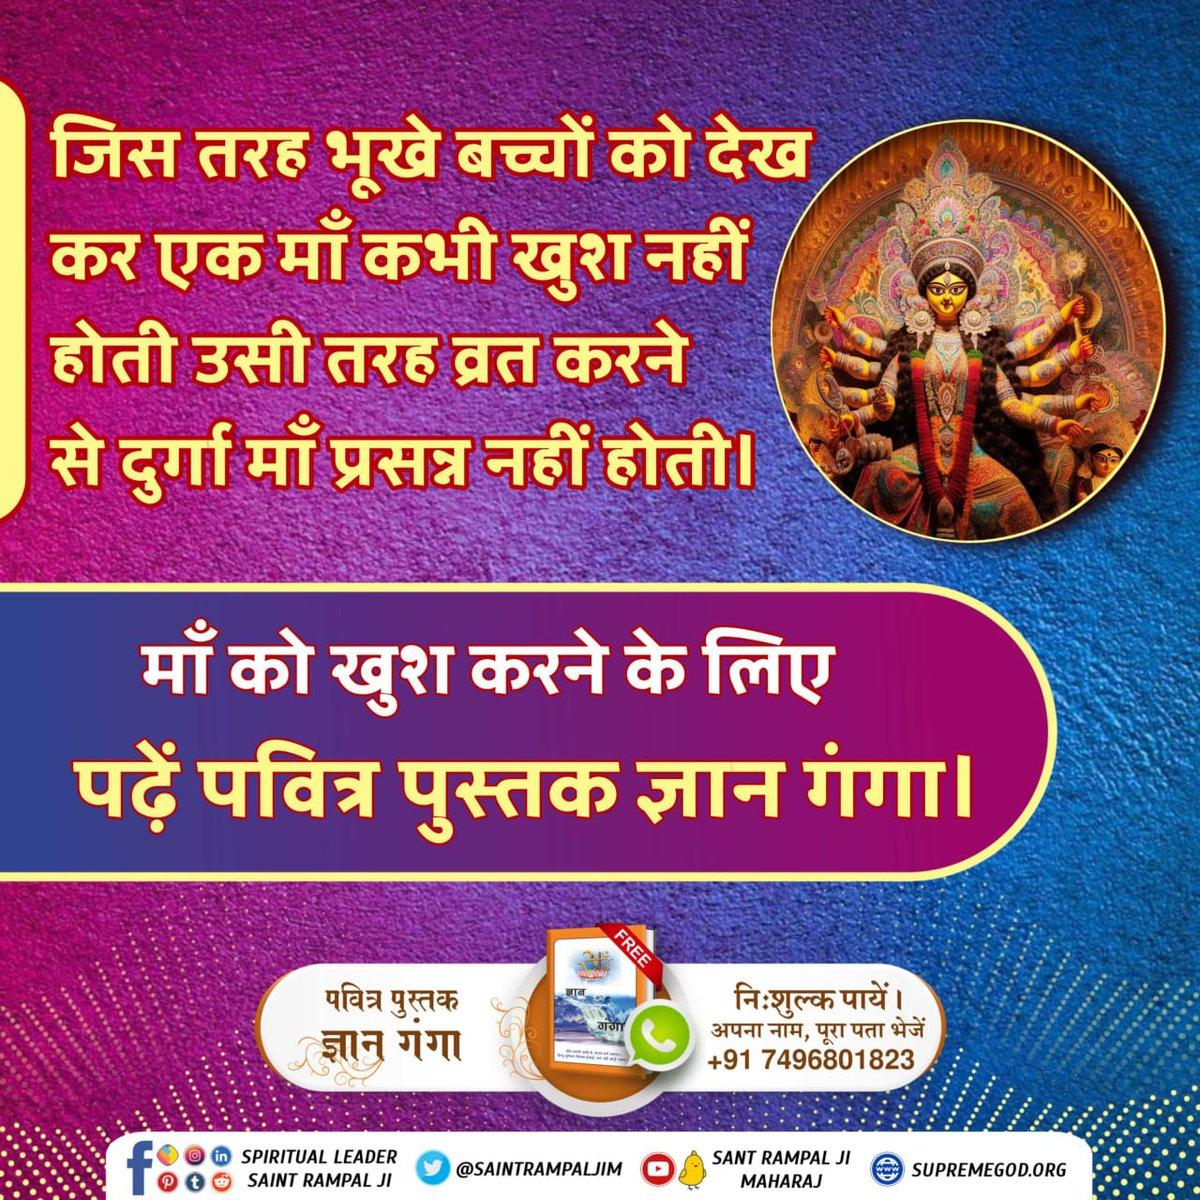 जिस तरह भूखे बच्चों को देख
कर एक माँ कभी खुश नहीं
होती उसी तरह व्रत करने
से दुर्गा माँ प्रसन्न नहीं होती।
माँ को खुश करने के लिए
पढ़ें पवित्र पुस्तक ज्ञान गंगा।
पवित्र पुस्तक
ज्ञान गंगा
FREE
ज्ञान
गंगा
निःशुल्क पायें।
अपना नाम, पूरा पता भेजें
+91 7496801823
SPIRITUAL LEADER
SAINT RAMPAL JI
@SAINTRAMPALJIM
SANT RAMPAL JI
MAHARAJ
SUPREMEGOD.ORG